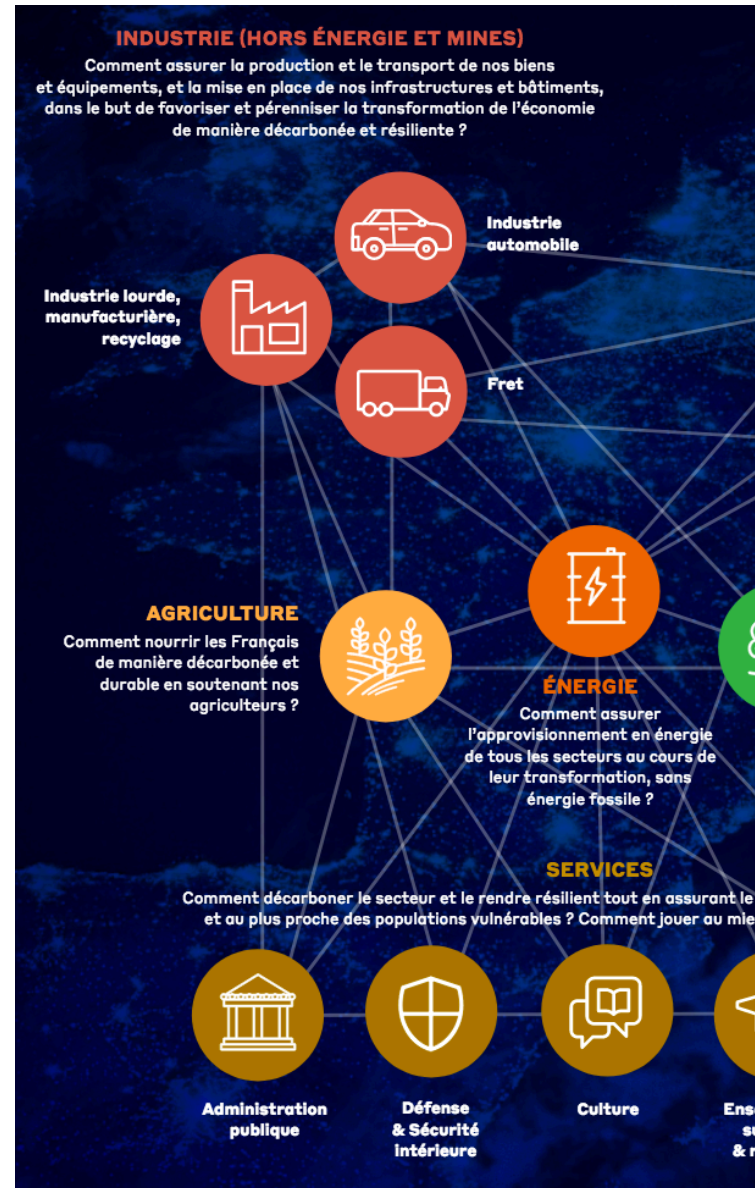 INDUSTRIE (HORS ÉNERGIE ET MINES)
Comment assurer la production et le transport de nos biens
et équipements, et la mise en place de nos infrastructures et bâtiments,
dans le but de favoriser et pérenniser la transformation de l'économie
de manière décarbonée et résiliente ?
Industrie
automobile
Industrie lourde,
manufacturière,
recyclage
Fret
AGRICULTURE
Comment nourrir les Français
de manière décarbonée et
durable en soutenant nos
agriculteurs ?
ÉNERGIE
Comment assurer
l'approvisionnement en énergie
de tous les secteurs au cours de
leur transformation, sans
énergie fossile ?
SERVICES
Comment décarboner le secteur et le rendre résilient tout en assurant le
et au plus proche des populations vulnérables ? Comment jouer au
Administration
publique
Défense
& Sécurité
intérieure
Culture
&